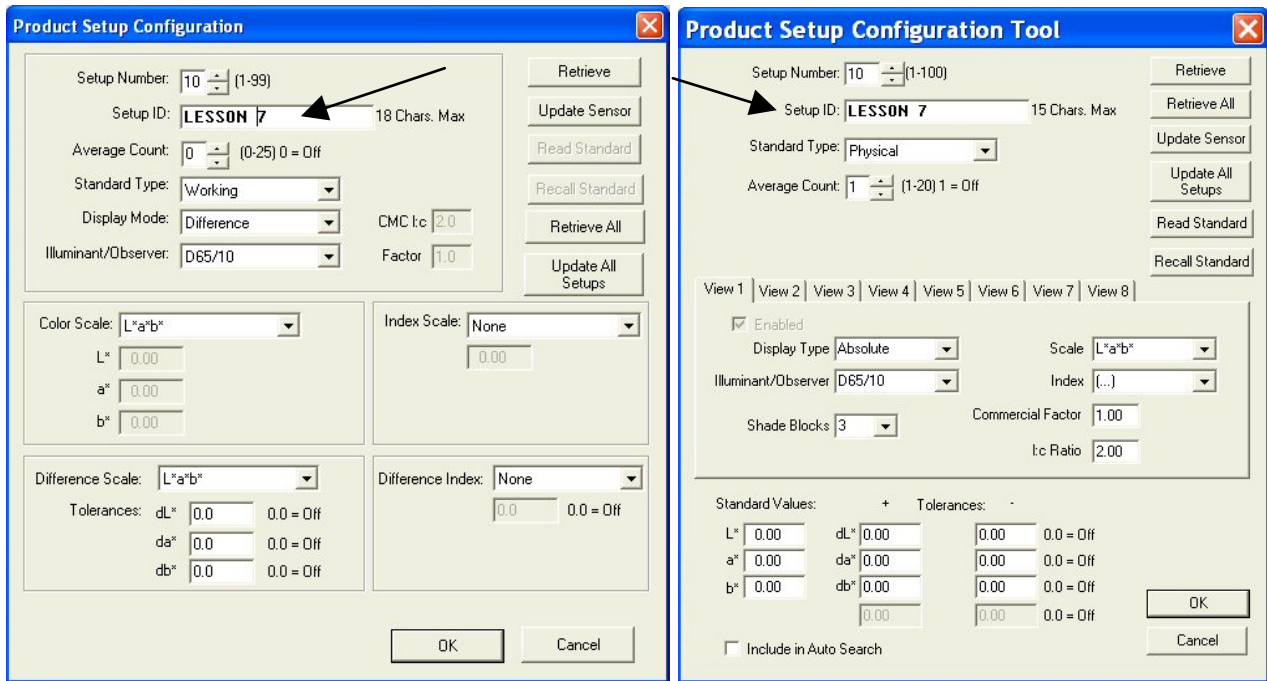 Product Setup Configuration
Setup Number: 10 (1-99)
Retrieve
Setup ID: LESSON 7 18 Chars. Max
Update Sensor
Average Count: 0 (0-25) 0 = Off
Read Standard
Standard Type: Working
Recall Standard
Display Mode: Difference CMC l:c 2.0
Retrieve All
Illuminant/Observer: D65/10 Factor 1.0
Update All
Setups
Color Scale: L*a*b*
L* 0.00
a* 0.00
b* 0.00
Index Scale: None
0.00
Difference Scale: L*a*b*
Tolerances: dL* 0.0 0.0 = Off
da* 0.0 0.0 = Off
db* 0.0 0.0 = Off
Difference Index: None
0.0 0.0 = Off
OK Cancel
Product Setup Configuration Tool
Setup Number: 10 (1-100)
Retrieve
Setup ID: LESSON 7 15 Chars. Max
Retrieve All
Standard Type: Physical
Update Sensor
Average Count: 1 (1-20) 1 = Off
Update All
Setups
Read Standard
Recall Standard
View 1 View 2 View 3 View 4 View 5 View 6 View 7 View 8
Enabled
Display Type Absolute Scale L*a*b*
Illuminant/Observer D65/10 Index (...)
Shade Blocks 3 Commercial Factor 1.00
l:c Ratio 2.00
Standard Values: + Tolerances: -
L* 0.00 dL* 0.00 0.00 0.0 = Off
a* 0.00 da* 0.00 0.00 0.0 = Off
b* 0.00 db* 0.00 0.00 0.0 = Off
0.00 0.00 0.0 = Off
OK
Include in Auto Search
Cancel